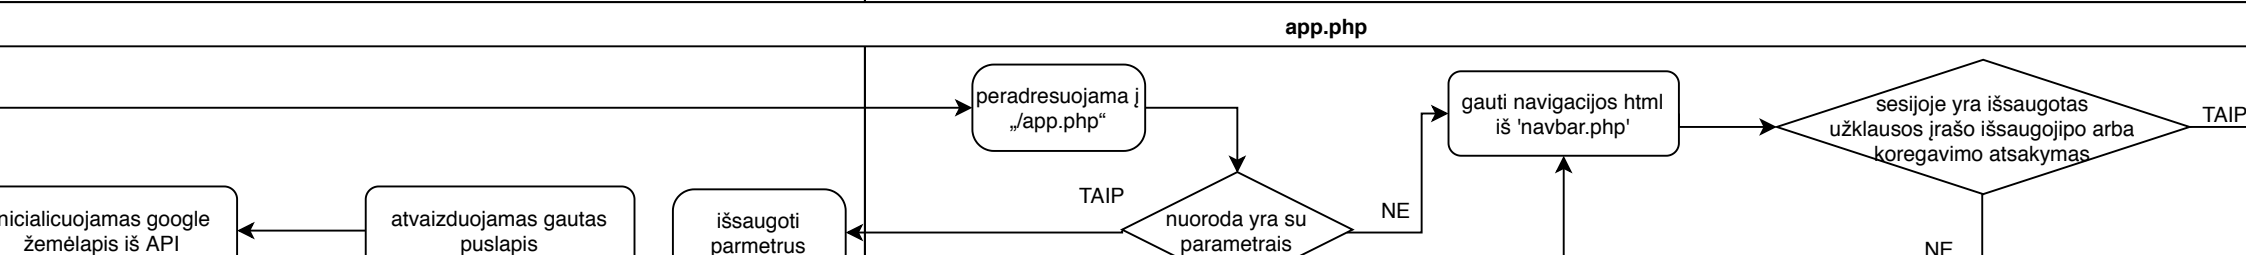 app.php
peradresuojama į
„/app.php“
gauti navigacijos html
iš 'navbar.php'
sesijoje yra išsaugotas
užklausos įrašo išsaugojipo arba
koregavimo atsakymas
TAIP
TAIP
nuoroda yra su
parametrais
NE
NE
nicialicuojamas google
žemėlapis iš API
atvaizduojamas gautas
puslapis
išsaugoti
parmetrus